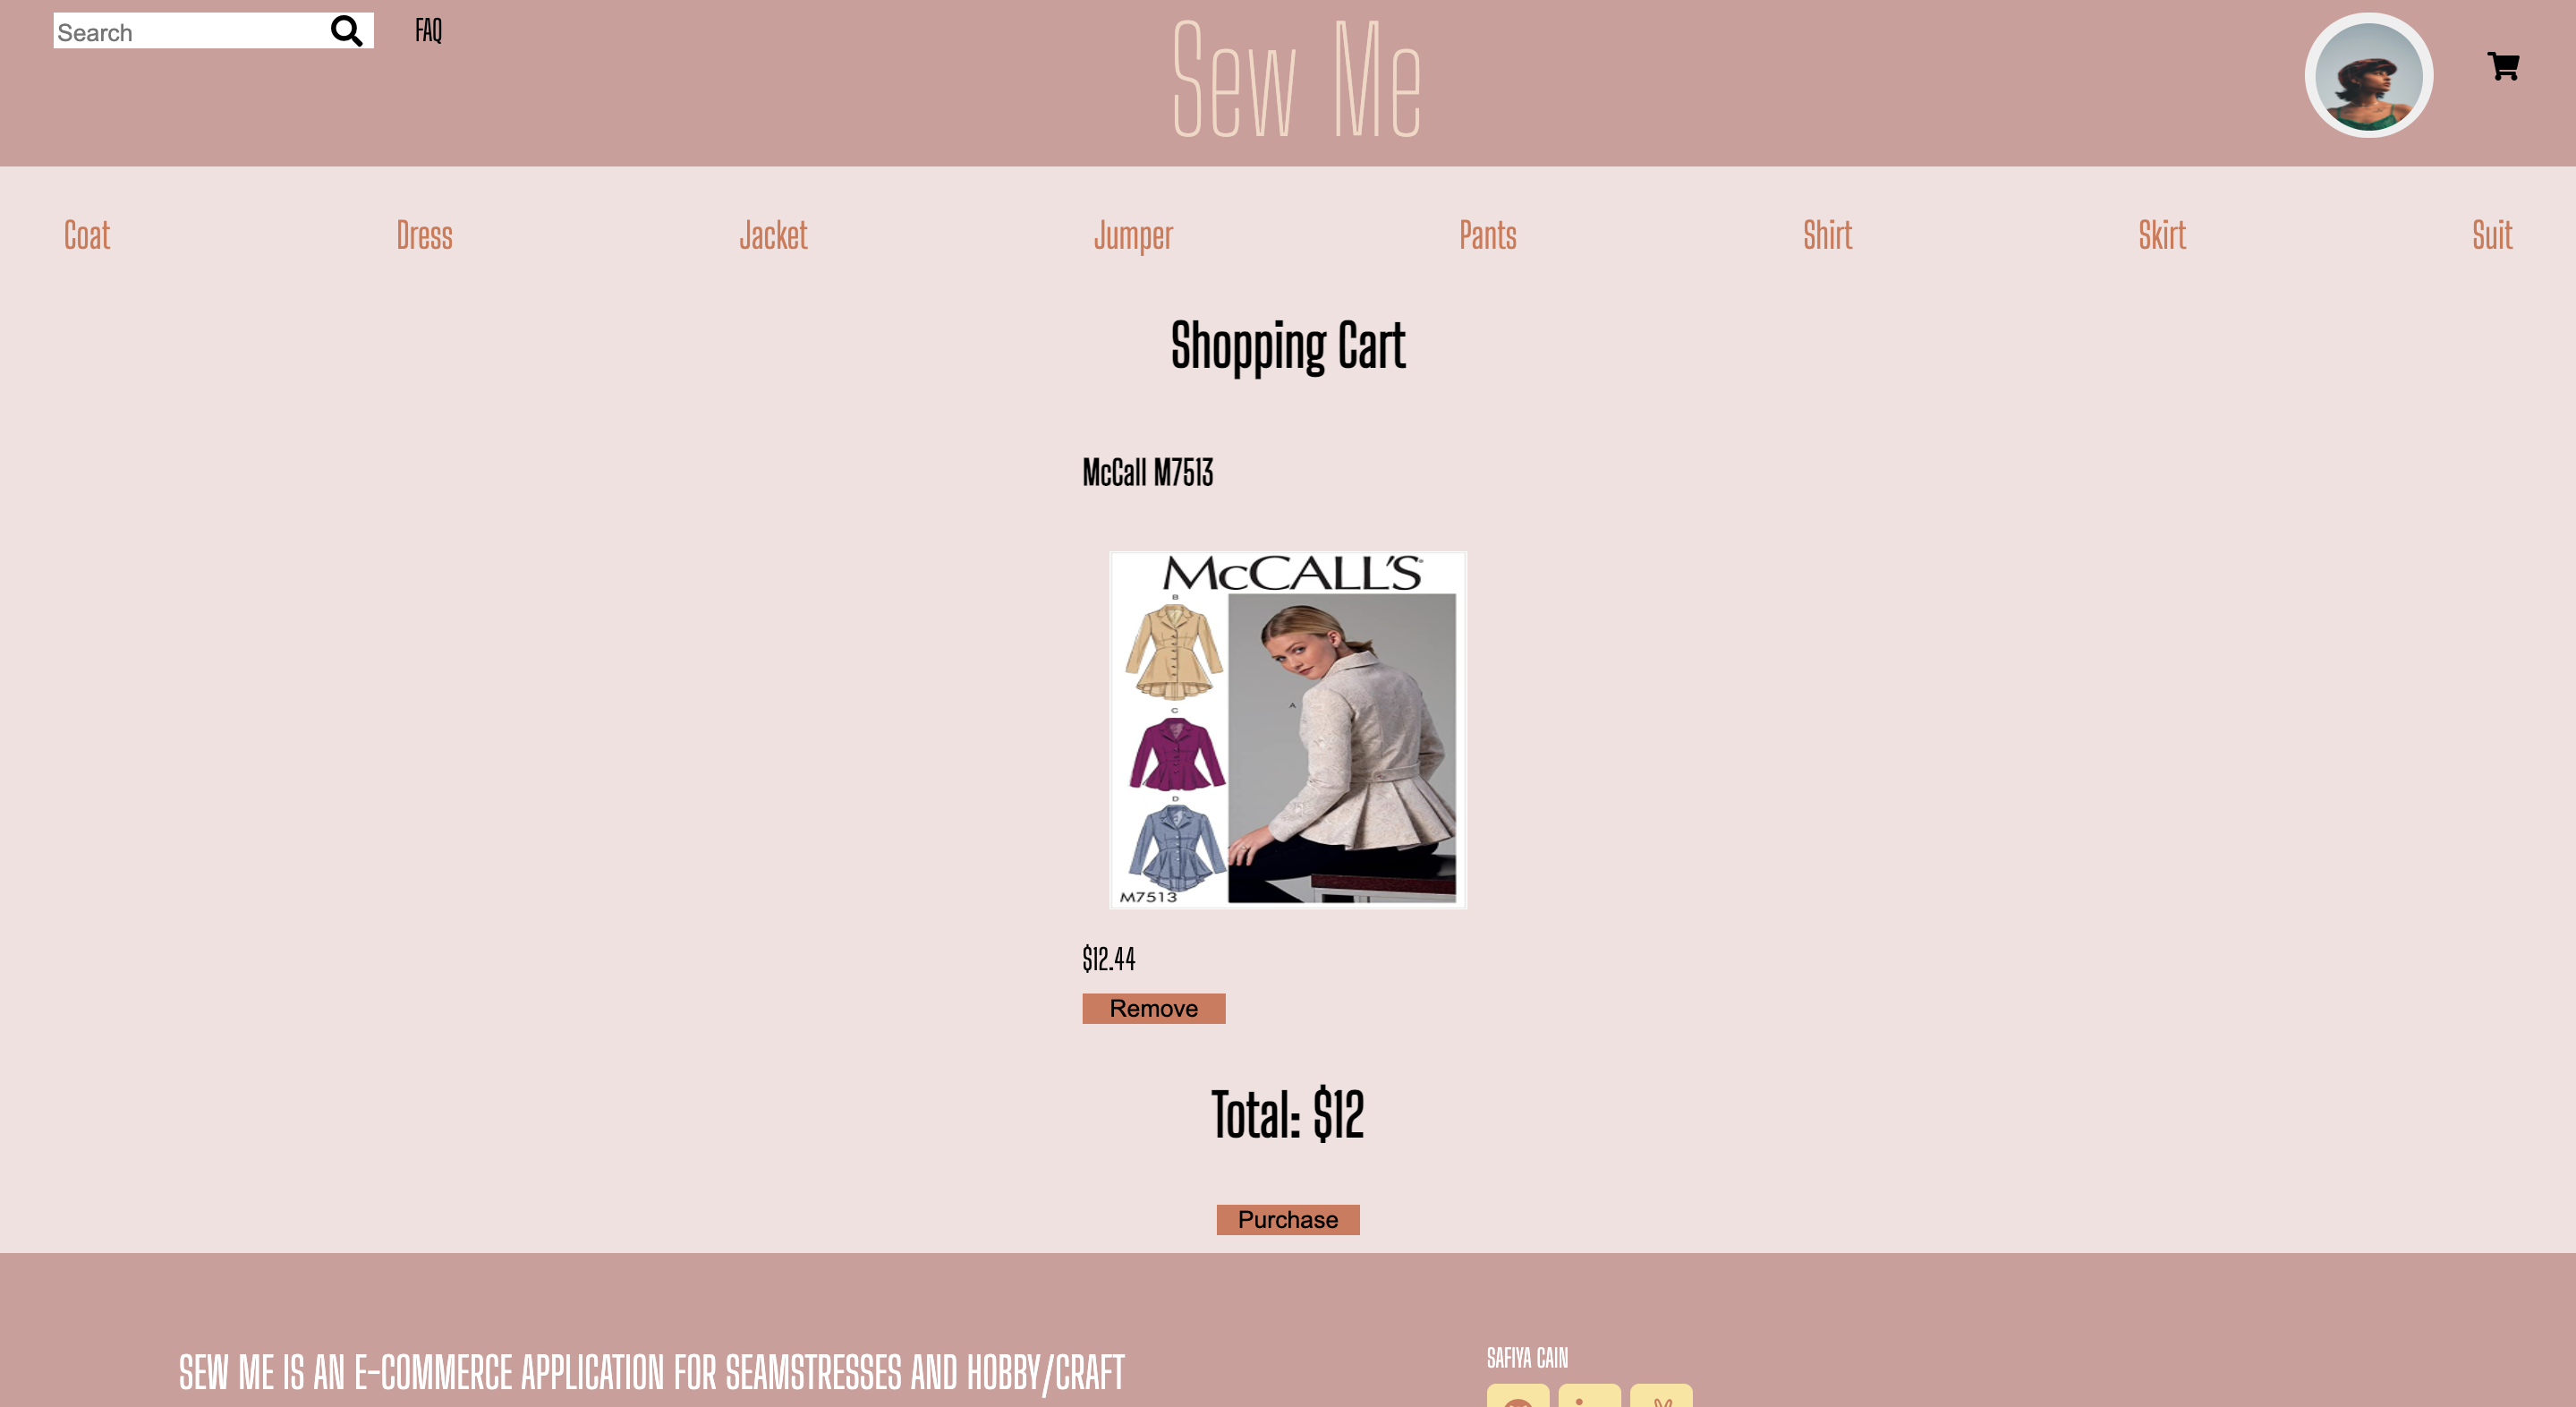 Search
FAQ
Sew Me
Coat
Dress
Jacket
Jumper
Pants
Shirt
Skirt
Suit
Shopping Cart
McCall M7513
McCALL'S
B
A
C
D
M7513
$12.44
Remove
Total: $12
Purchase
SEW ME IS AN E-COMMERCE APPLICATION FOR SEAMSTRESSES AND HOBBY/CRAFT
SAFIYA CAIN